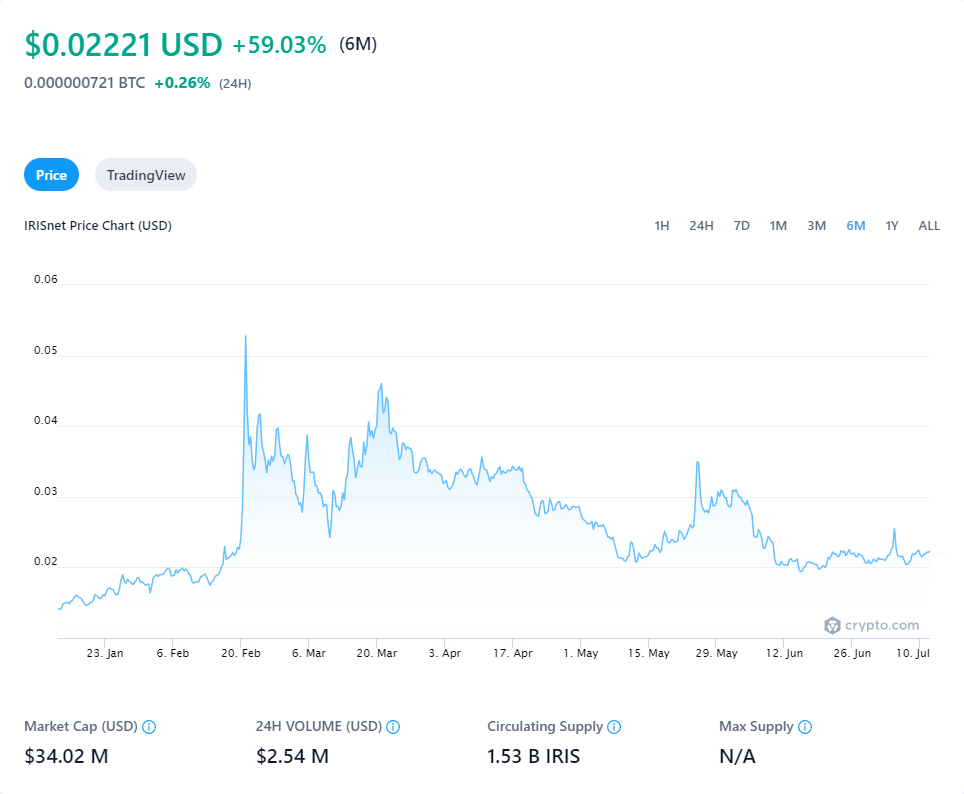 $0.02221 USD +59.03% (6M)
0.000000721 BTC +0.26% (24H)
Price TradingView
IRISnet Price Chart (USD) 1H 24H 7D 1M 3M 6M 1Y ALL
0.06
0.05
0.04
0.03
0.02
crypto.com
23. Jan 6. Feb 20. Feb 6. Mar 20. Mar 3. Apr 17. Apr 1. May 15. May 29. May 12. Jun 26. Jun 10. Jul
Market Cap (USD) 24H VOLUME (USD) Circulating Supply Max Supply
$34.02 M $2.54 M 1.53 B IRIS N/A